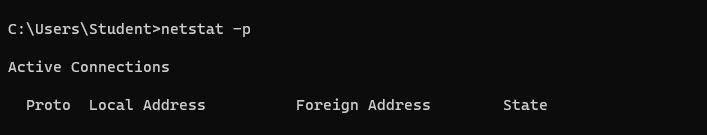 C:\Users\Student>netstat -p
Active Connections
Proto  Local Address          Foreign Address        State